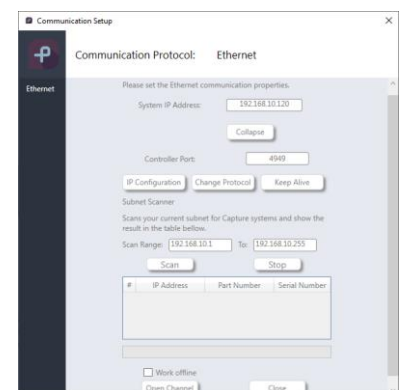 Communication Setup
Communication Protocol: Ethernet
Ethernet
Please set the Ethernet communication properties.
System IP Address: 192.168.10.120
Collapse
Controller Port: 4949
IP Configuration Change Protocol Keep Alive
Subnet Scanner
Scans your current subnet for Capture systems and show the
result in the table bellow.
Scan Range: 192.168.10.1 To: 192.168.10.255
Scan Stop
# IP Address Part Number Serial Number
Work offline
Open Channel Close